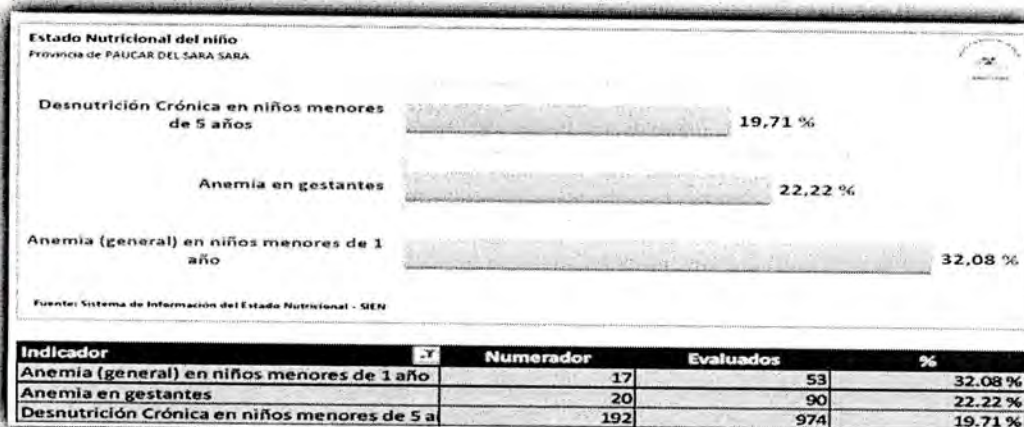 Estado Nutricional del niño
Provincia de PAUCAR DEL SARA SARA
Desnutrición Crónica en niños menores
de 5 años
19,71 %
Anemia en gestantes
22,22 %
Anemia (general) en niños menores de 1
año
32,08 %
Fuente: Sistema de Información del Estado Nutricional - SIEN
Indicador Numerador Evaluados %
Anemia (general) en niños menores de 1 año 17 53 32.08 %
Anemia en gestantes 20 90 22.22 %
Desnutrición Crónica en niños menores de 5 a 192 974 19.71 %